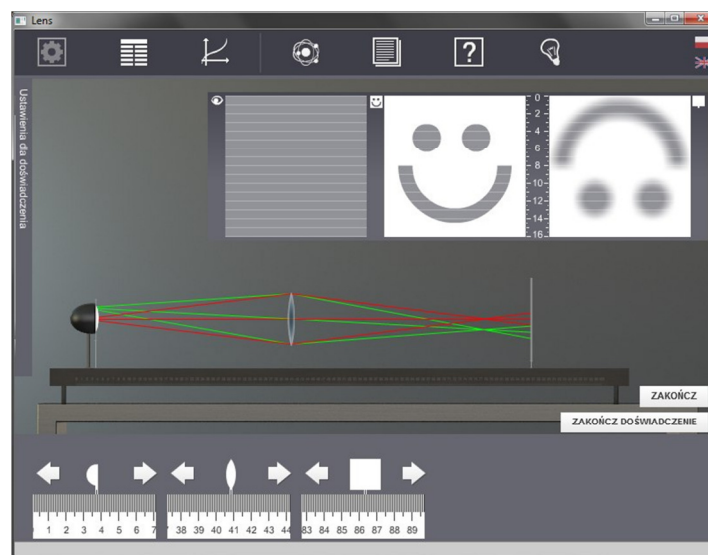 Lens
?
Ustawienia dla doświadczenia
0
2
4
6
8
10
12
14
16
ZAKOŃCZ
ZAKOŃCZ DOŚWIADCZENIE
1 2 3 4 5 6 7
38 39 40 41 42 43 44
83 84 85 86 87 88 89